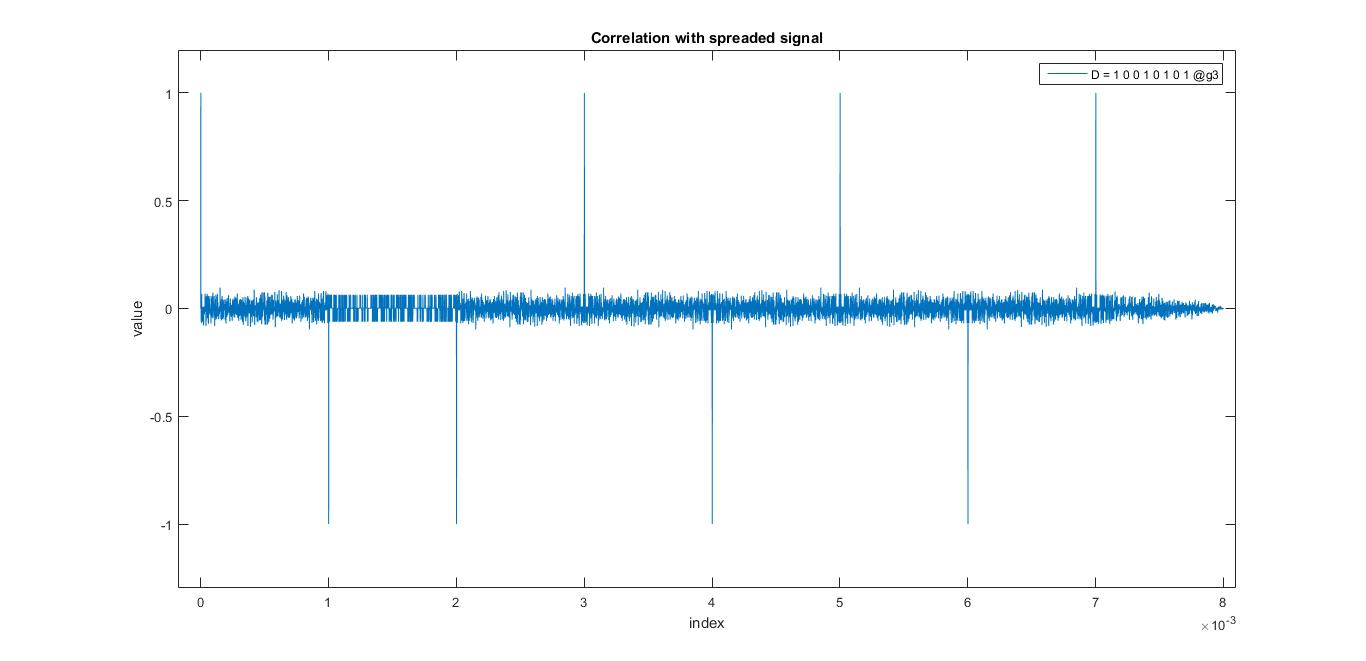 Correlation with spreaded signal
D = 1 0 0 1 0 1 0 1 @g3
1
0.5
0
-0.5
-1
value
0 1 2 3 4 5 6 7 8
index
×10-3